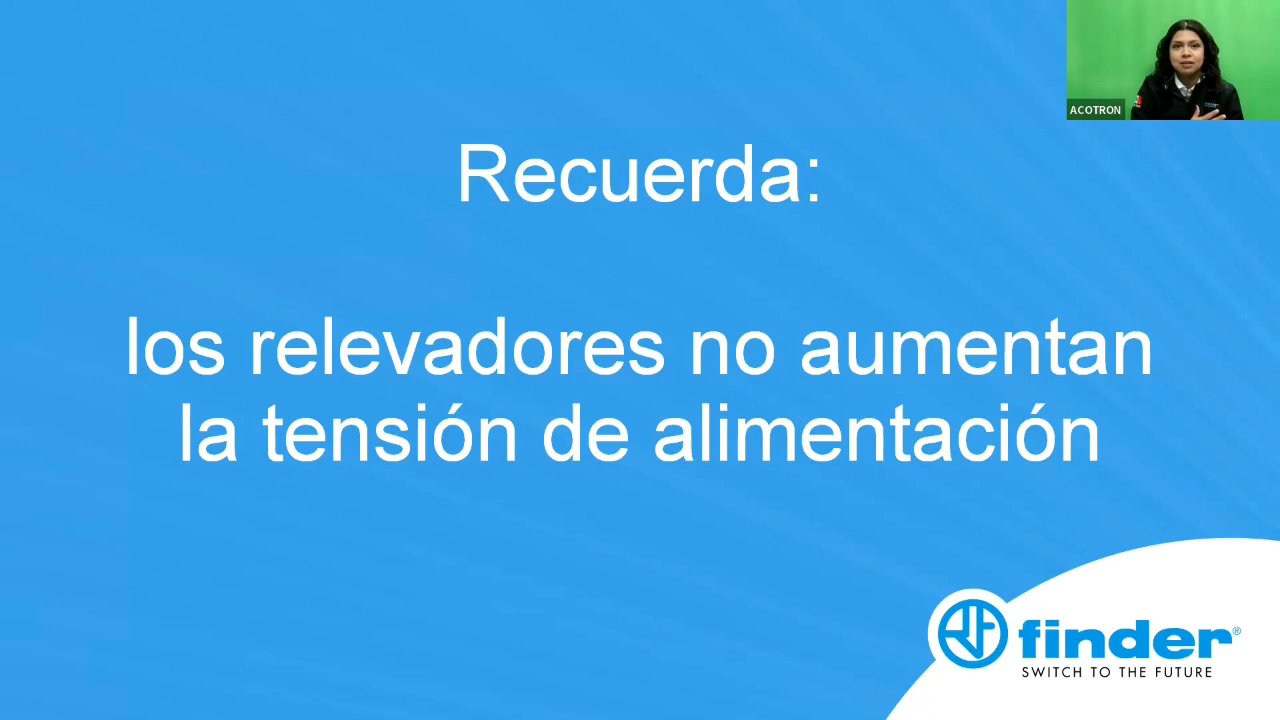 ACOTRON
Recuerda:
los relevadores no aumentan
la tensión de alimentación
finder®
SWITCH TO THE FUTURE